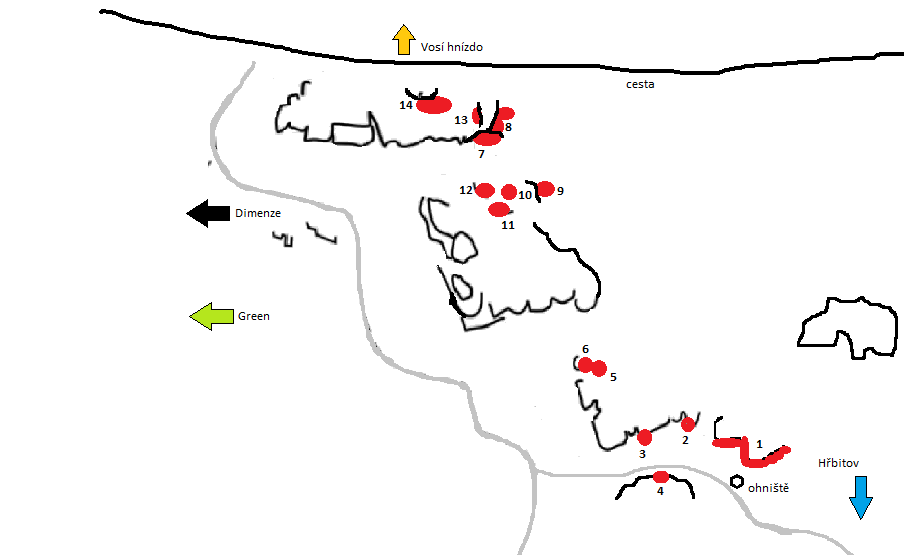 Vosí hnízdo
cesta
14
13
8
7
12
10
9
11
Dimenze
Green
6
5
1
2
3
Hřbitov
4
ohniště